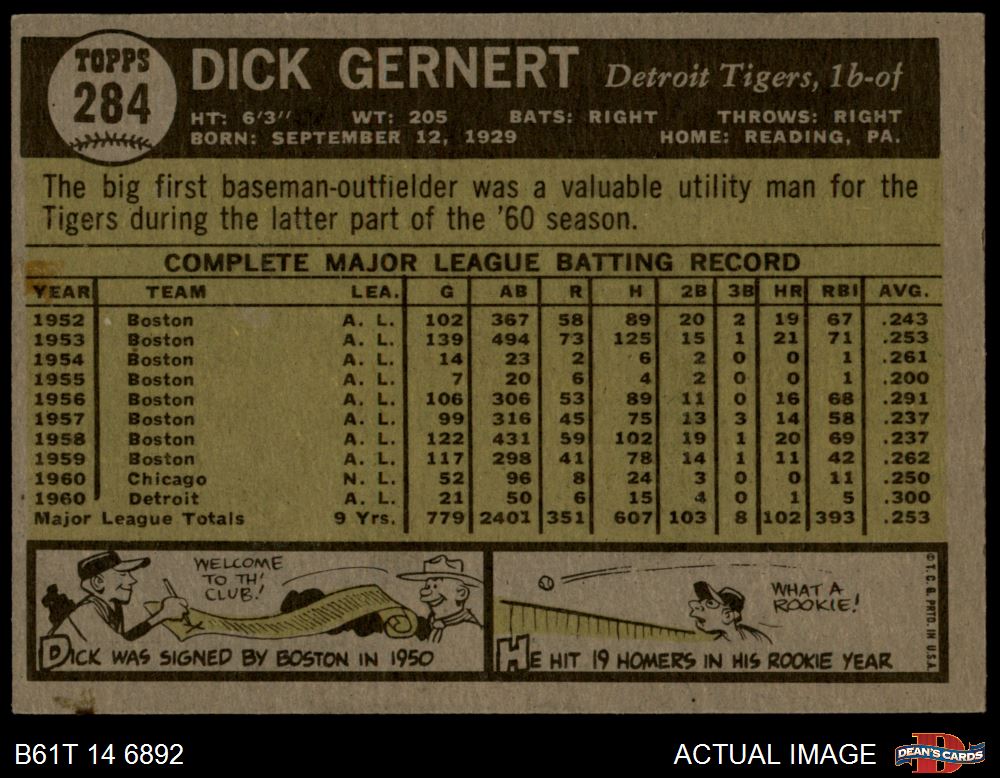 TOPPS
284
DICK GERNERT Detroit Tigers, 1b-of
HT: 6'3" WT: 205 BATS: RIGHT THROWS: RIGHT
BORN: SEPTEMBER 12, 1929 HOME: READING, PA.
The big first baseman-outfielder was a valuable utility man for the
Tigers during the latter part of the '60 season.
COMPLETE MAJOR LEAGUE BATTING RECORD
YEAR TEAM LEA. G AB R H 2B 3B HR RBI AVG.
1952 Boston A. L. 102 367 58 89 20 2 19 67 .243
1953 Boston A. L. 139 494 73 125 15 1 21 71 .253
1954 Boston A. L. 14 23 2 6 2 0 0 1 .261
1955 Boston A. L. 7 20 6 4 2 0 0 1 .200
1956 Boston A. L. 106 306 53 89 11 0 16 68 .291
1957 Boston A. L. 99 316 45 75 13 3 14 58 .237
1958 Boston A. L. 122 431 59 102 19 1 20 69 .237
1959 Boston A. L. 117 298 41 78 14 1 11 42 .262
1960 Chicago N. L. 52 96 8 24 3 0 0 11 .250
1960 Detroit A. L. 21 50 6 15 4 0 1 5 .300
Major League Totals 9 Yrs. 779 2401 351 607 103 8 102 393 .253
WELCOME
TO TH'
CLUB!
DICK WAS SIGNED BY BOSTON IN 1950
WHAT A
ROOKIE!
HE HIT 19 HOMERS IN HIS ROOKIE YEAR
© T. C. G. PRTD. IN U.S.A.
B61T 14 6892 ACTUAL IMAGE
D
DEAN'S CARDS